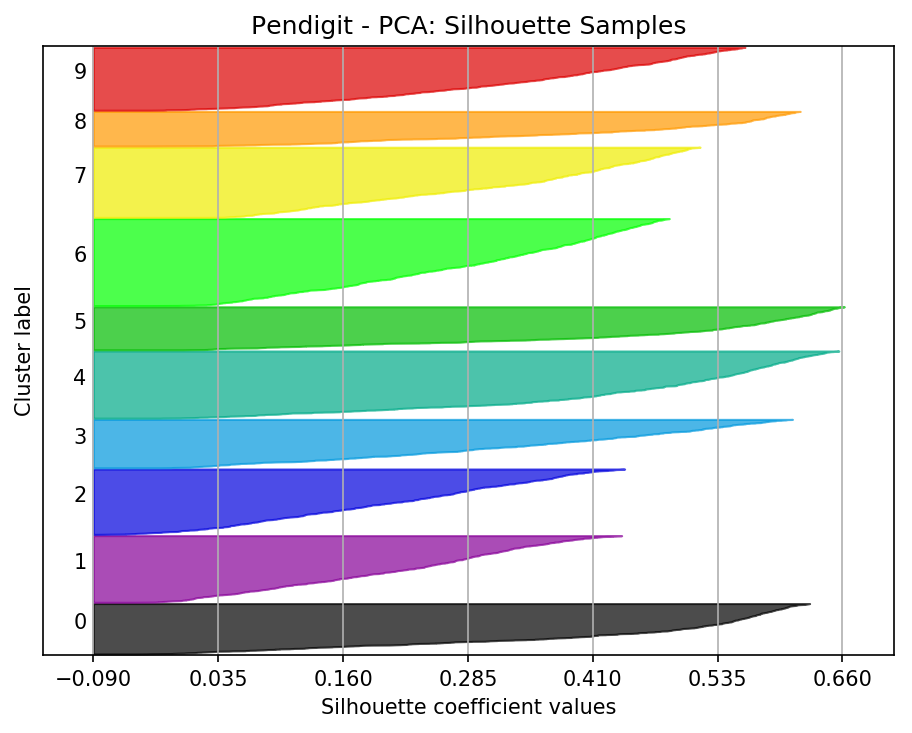 Pendigit - PCA: Silhouette Samples
9
8
7
6
5
4
3
2
1
0
Cluster label
−0.090 0.035 0.160 0.285 0.410 0.535 0.660
Silhouette coefficient values